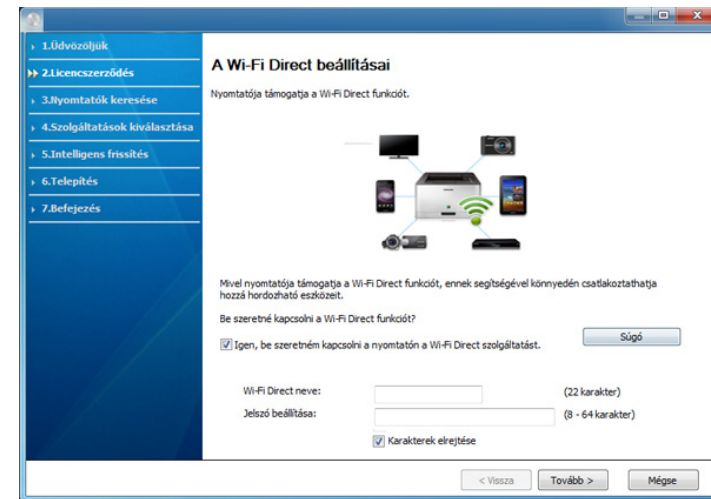 1.Üdvözöljük
2.Licencszerződés
3.Nyomtatók keresése
4.Szolgáltatások kiválasztása
5.Intelligens frissítés
6.Telepítés
7.Befejezés
A Wi-Fi Direct beállításai
Nyomtatója támogatja a Wi-Fi Direct funkciót.
Mivel nyomtatója támogatja a Wi-Fi Direct funkciót, ennek segítségével könnyedén csatlakoztathatja
hozzá hordozható eszközeit.
Be szeretné kapcsolni a Wi-Fi Direct funkciót?
Igen, be szeretném kapcsolni a nyomtatón a Wi-Fi Direct szolgáltatást.
Súgó
Wi-Fi Direct neve: (22 karakter)
Jelszó beállítása: (8 - 64 karakter)
Karakterek elrejtése
< Vissza Tovább > Mégse